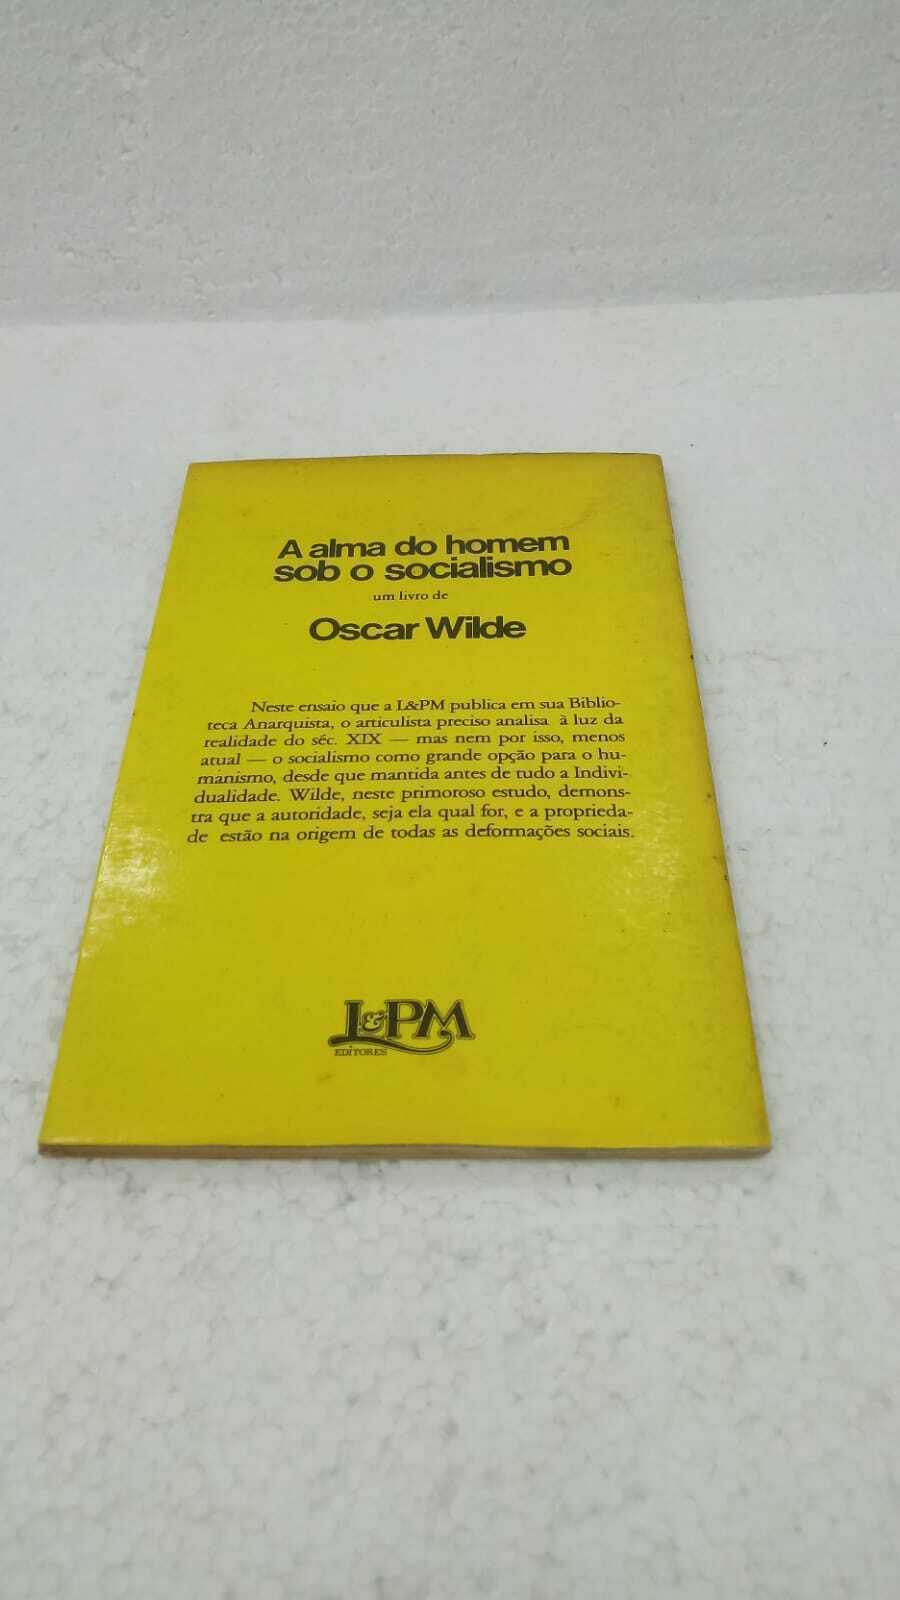 A alma do homem
sob o socialismo
um livro de
Oscar Wilde
Neste ensaio que a L&PM publica em sua Biblio-
teca Anarquista, o articulista preciso analisa à luz da
realidade do séc. XIX — mas nem por isso, menos
atual — o socialismo como grande opção para o hu-
manismo, desde que mantida antes de tudo a Indivi-
dualidade. Wilde, neste primoroso estudo, demons-
tra que a autoridade, seja ela qual for, e a proprieda-
de estão na origem de todas as deformações sociais.
L&PM
EDITORES